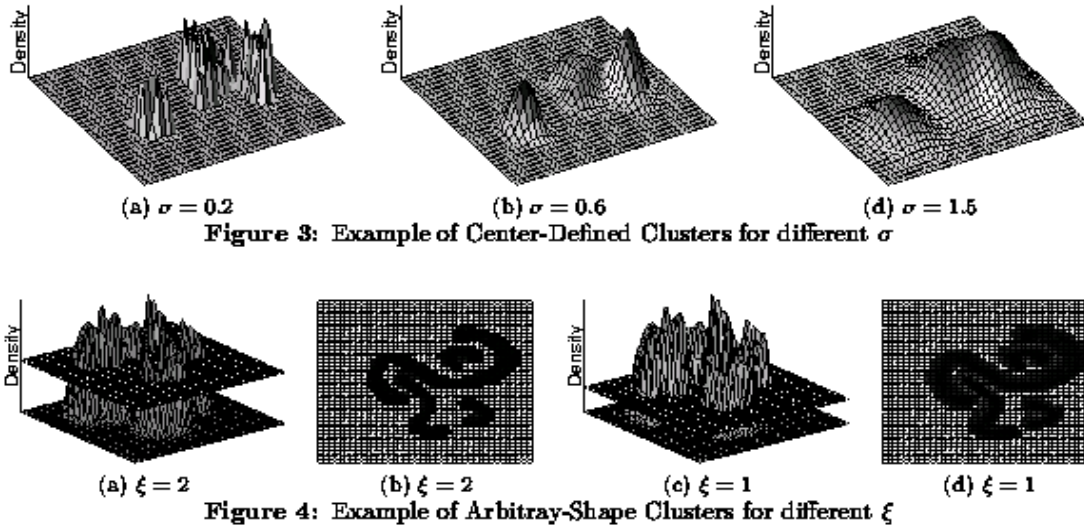 Density
Density
Density
(a) σ = 0.2
(b) σ = 0.6
(d) σ = 1.5
Figure 3: Example of Center-Defined Clusters for different σ
Density
Density
(a) ξ = 2
(b) ξ = 2
(c) ξ = 1
(d) ξ = 1
Figure 4: Example of Arbitray-Shape Clusters for different ξ